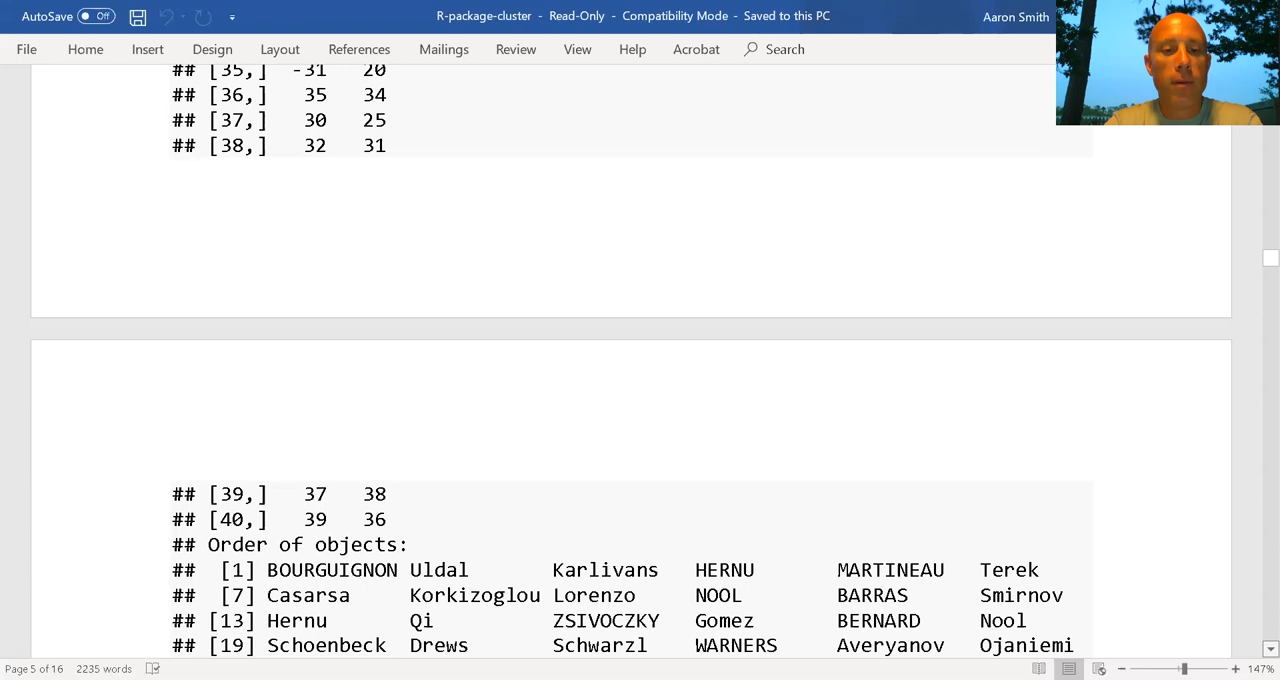 AutoSave Off R-package-cluster - Read-Only - Compatibility Mode - Saved to this PC Aaron Smith
File Home Insert Design Layout References Mailings Review View Help Acrobat Search
## [35,] -31 20
## [36,] 35 34
## [37,] 30 25
## [38,] 32 31
## [39,] 37 38
## [40,] 39 36
## Order of objects:
## [1] BOURGUIGNON Uldal Karlivans HERNU MARTINEAU Terek
## [7] Casarsa Korkizoglou Lorenzo NOOL BARRAS Smirnov
## [13] Hernu Qi ZSIVOCZKY Gomez BERNARD Nool
## [19] Schoenbeck Drews Schwarzl WARNERS Averyanov Ojaniemi
Page 5 of 16 2235 words 147%